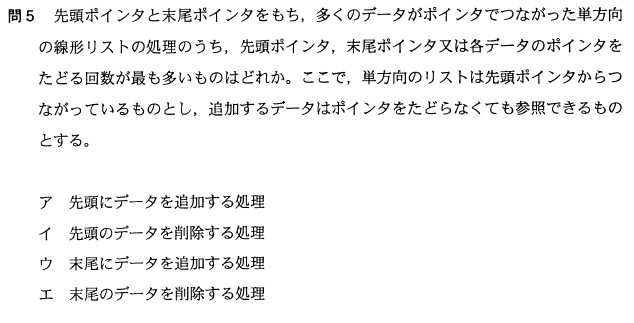 問5 先頭ポインタと末尾ポインタをもち，多くのデータがポインタでつながった単方向
の線形リストの処理のうち，先頭ポインタ，末尾ポインタ又は各データのポインタを
たどる回数が最も多いものはどれか。ここで，単方向のリストは先頭ポインタからつ
ながっているものとし，追加するデータはポインタをたどらなくても参照できるもの
とする。
ア 先頭にデータを追加する処理
イ 先頭のデータを削除する処理
ウ 末尾にデータを追加する処理
エ 末尾のデータを削除する処理